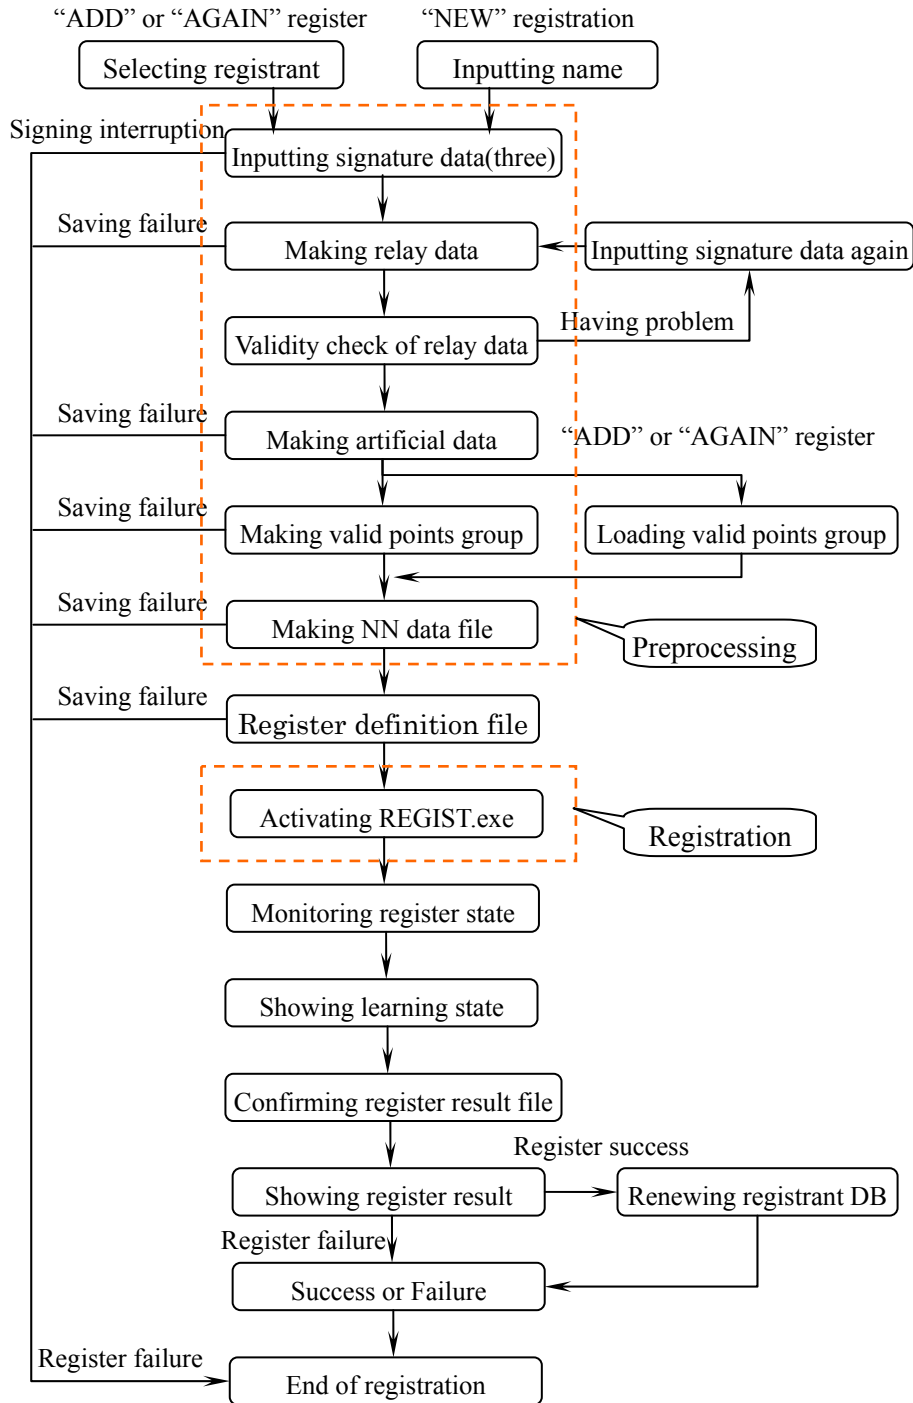 “ADD” or “AGAIN” register
“NEW” registration
Selecting registrant
Inputting name
Signing interruption
Inputting signature data(three)
Saving failure
Making relay data
Inputting signature data again
Having problem
Validity check of relay data
Saving failure
Making artificial data
“ADD” or “AGAIN” register
Saving failure
Making valid points group
Loading valid points group
Saving failure
Making NN data file
Preprocessing
Saving failure
Register definition file
Activating REGIST.exe
Registration
Monitoring register state
Showing learning state
Confirming register result file
Register success
Showing register result
Renewing registrant DB
Register failure
Success or Failure
Register failure
End of registration